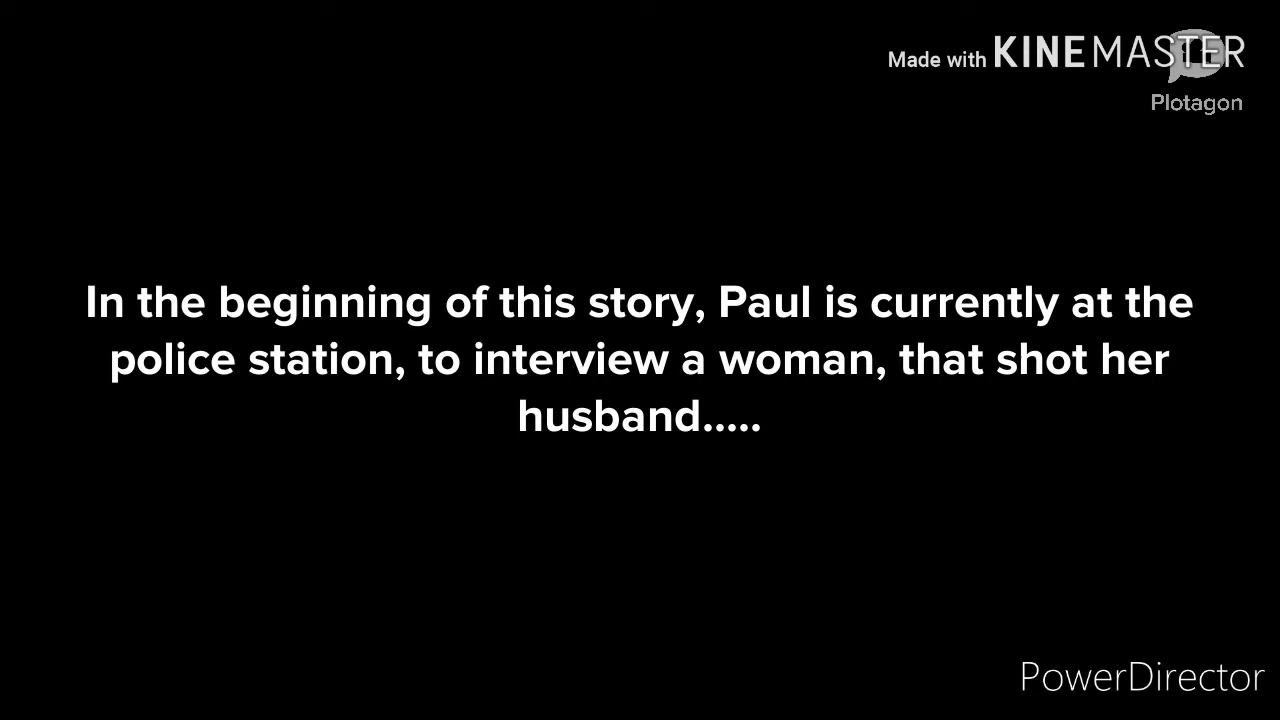 Made with KINEMASTER
Plotagon
In the beginning of this story, Paul is currently at the
police station, to interview a woman, that shot her
husband.....
PowerDirector